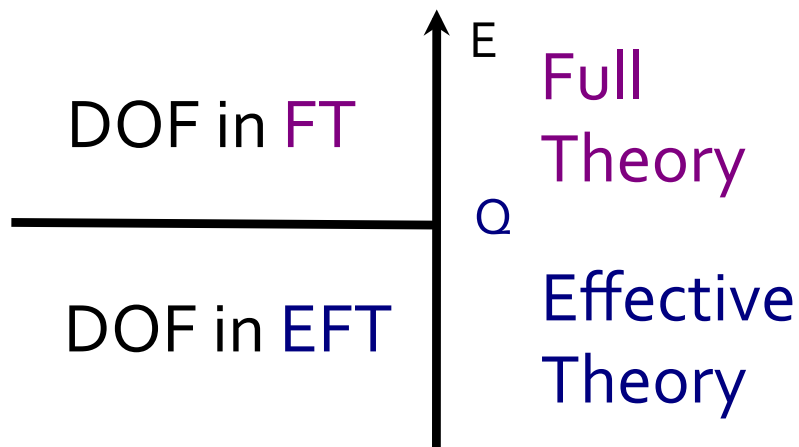 E
Full
Theory
DOF in FT
Q
DOF in EFT
Effective
Theory